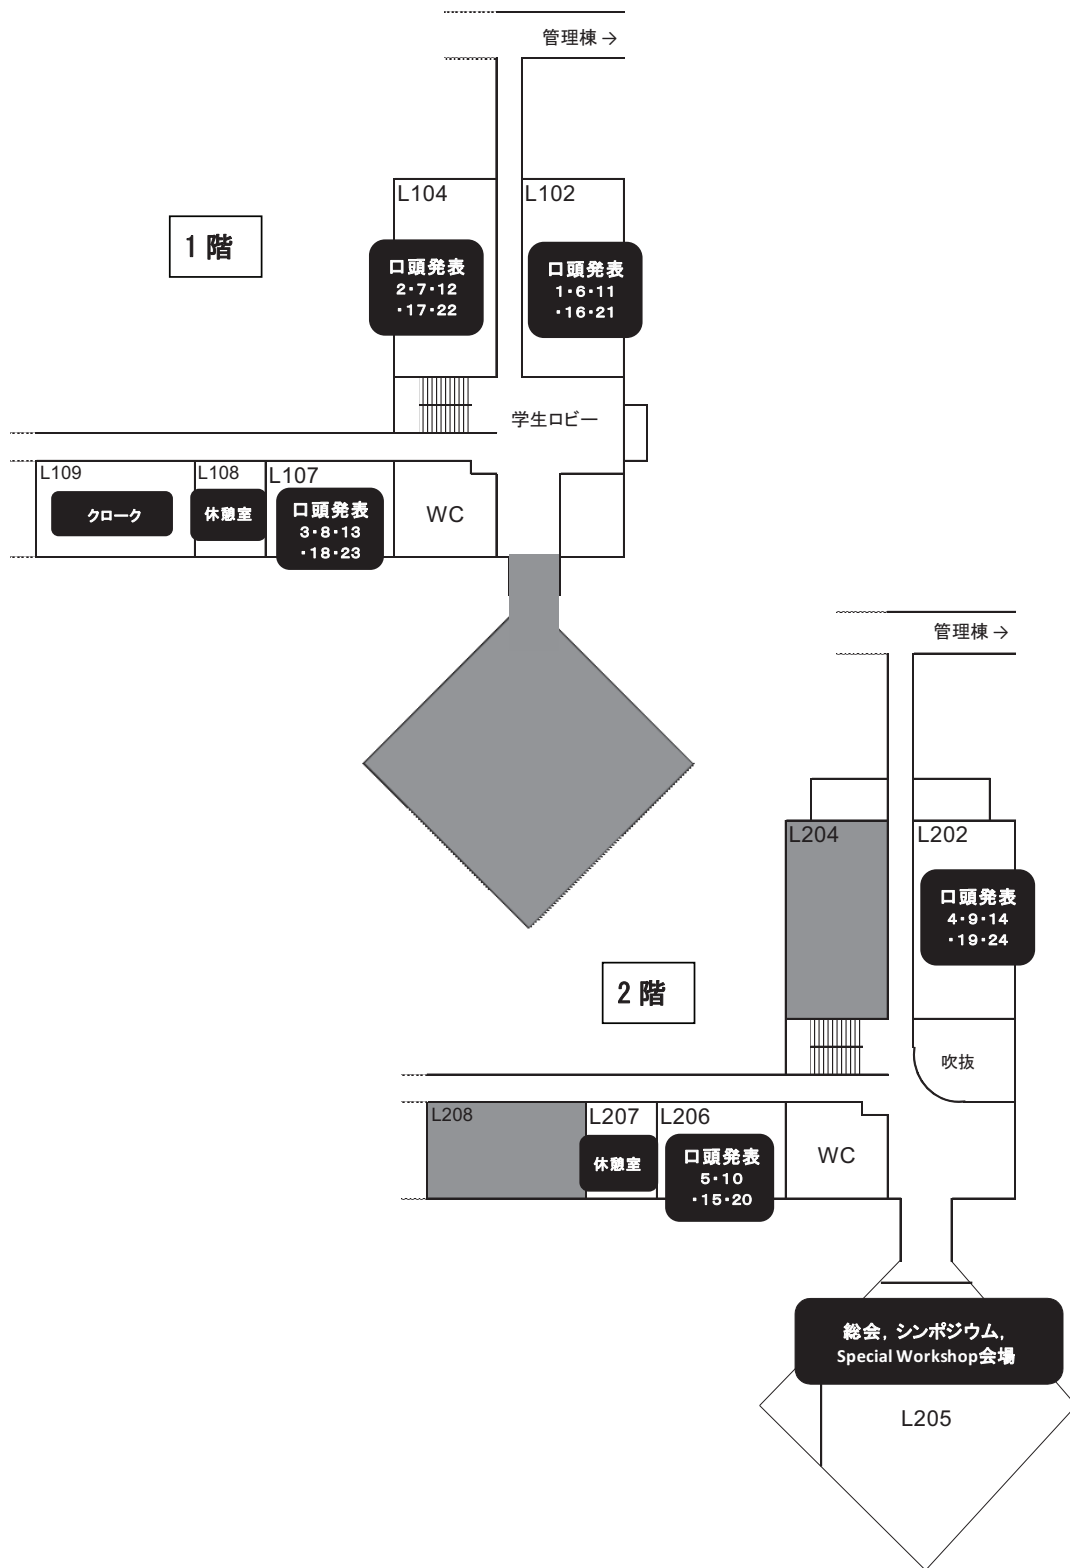 管理棟→
L104
L102
1階
口頭発表
2・7・12
・17・22
口頭発表
1・6・11
・16・21
学生ロビー
L109
L108
L107
クローク
休憩室
口頭発表
3・8・13
・18・23
WC
管理棟→
L204
L202
口頭発表
4・9・14
・19・24
2階
吹抜
L208
L207
L206
休憩室
口頭発表
5・10
・15・20
WC
総会，シンポジウム，
Special Workshop会場
L205